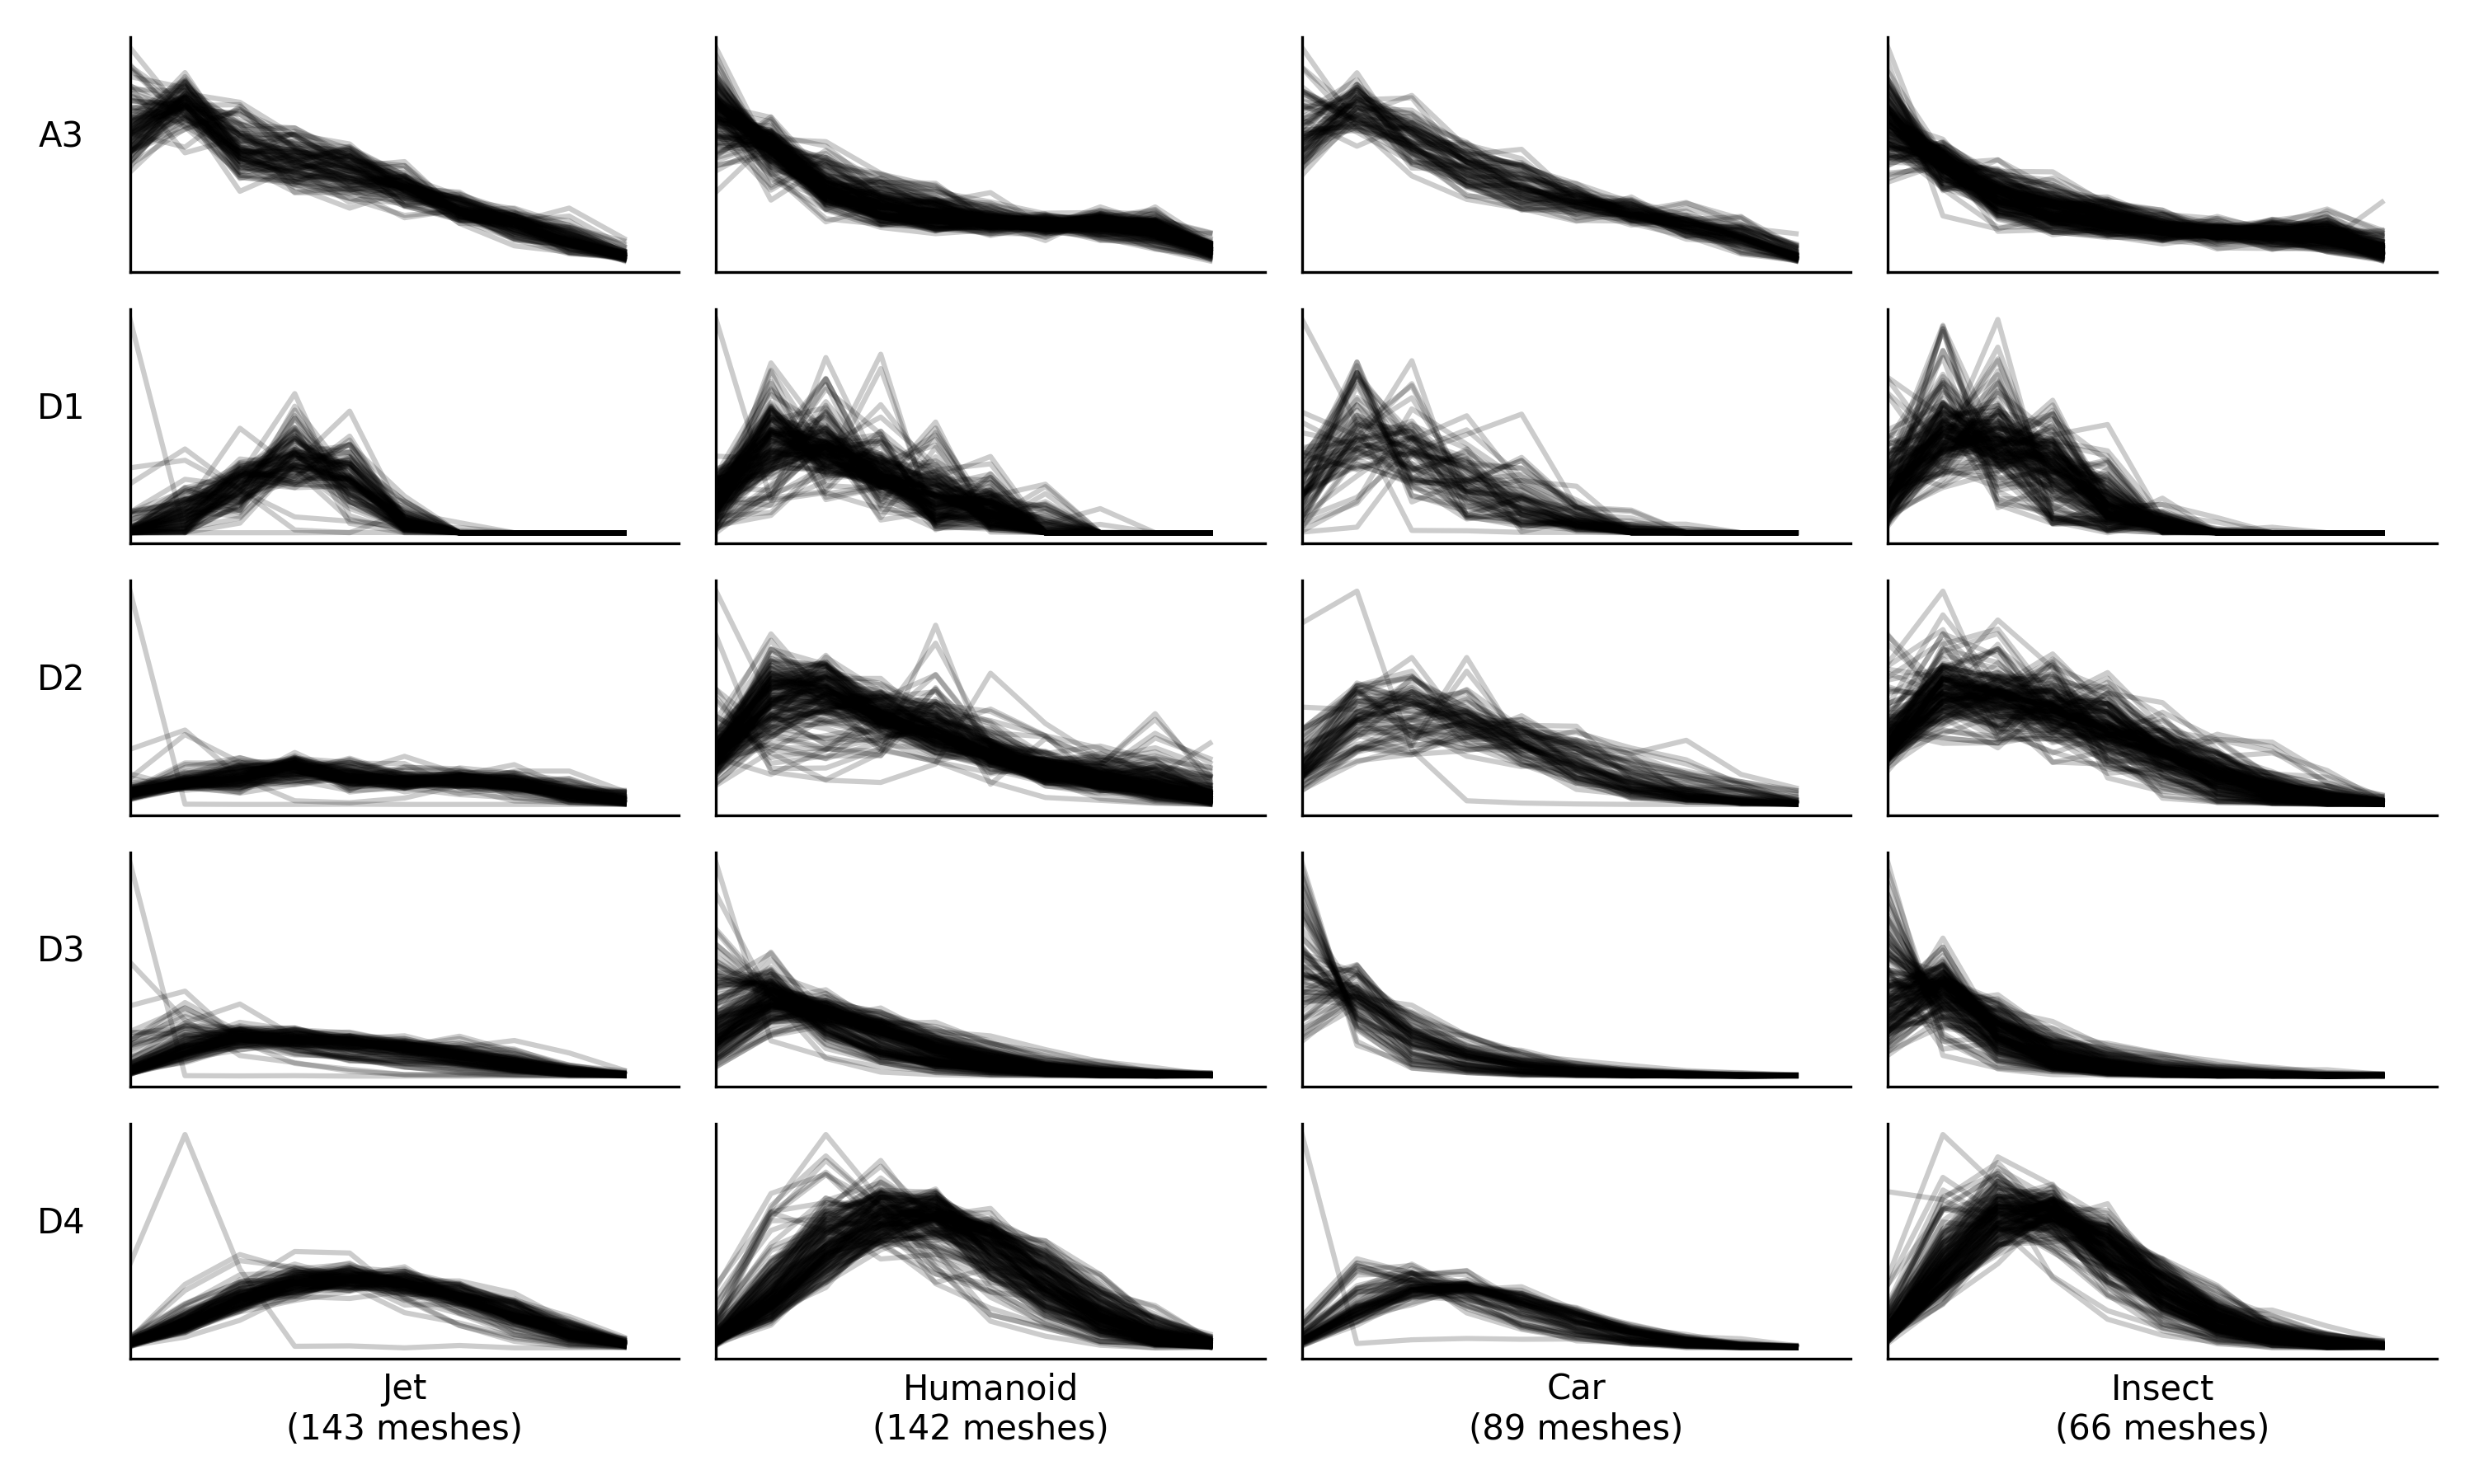 A3
D1
D2
D3
D4
Jet
(143 meshes)
Humanoid
(142 meshes)
Car
(89 meshes)
Insect
(66 meshes)